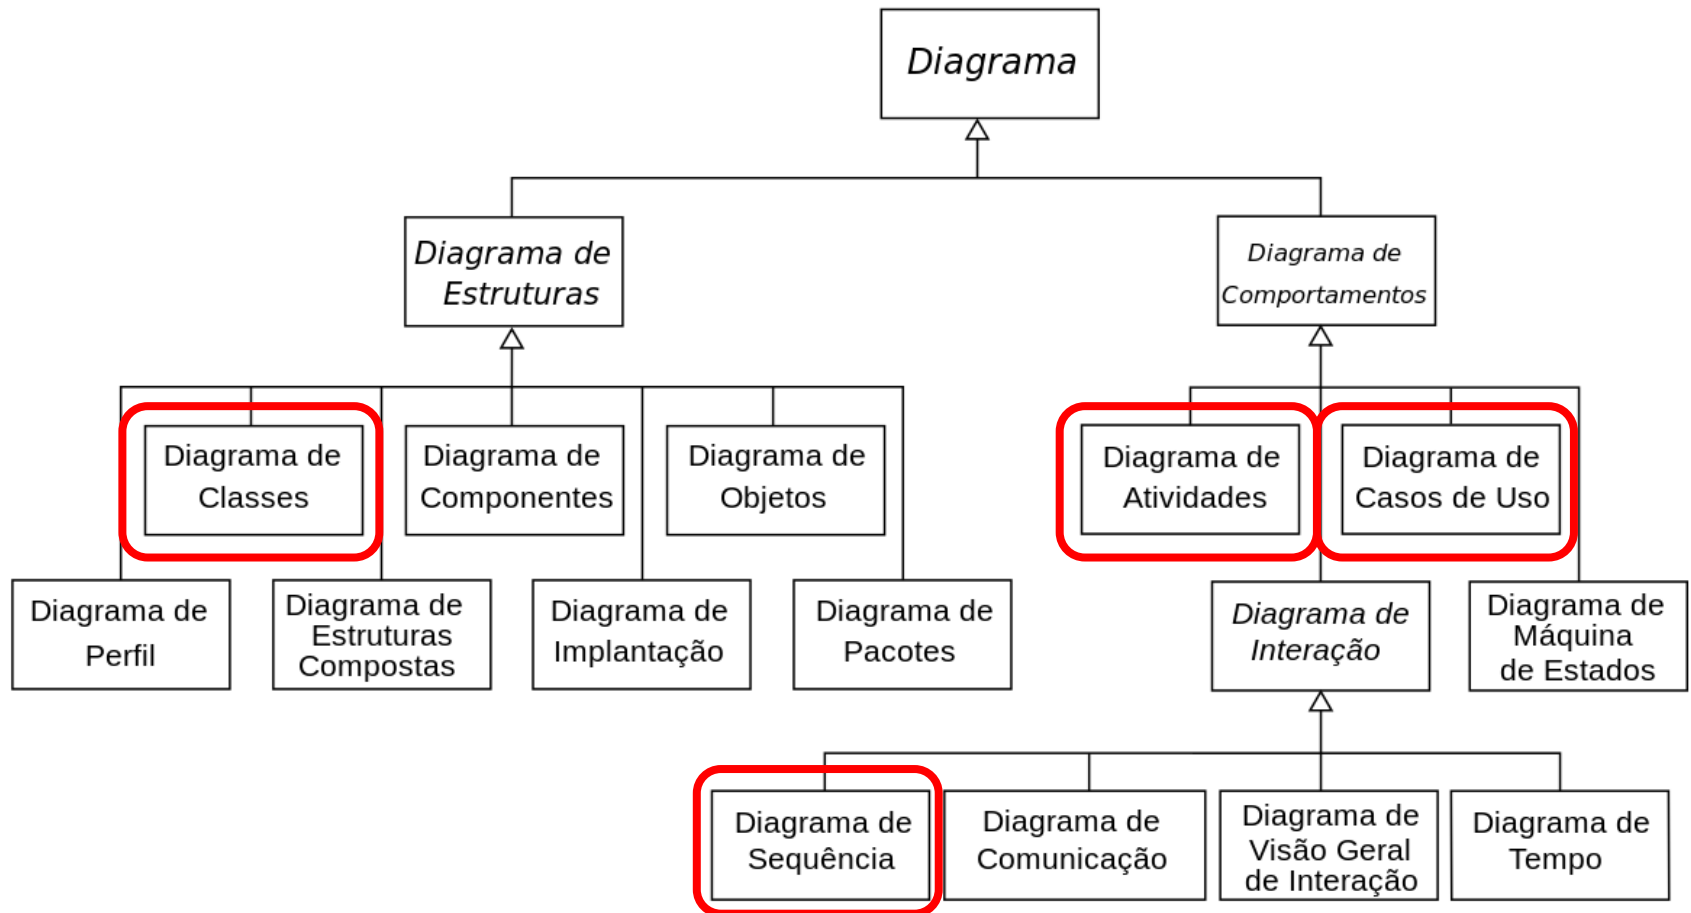 Diagrama
Diagrama de
Estruturas
Diagrama de
Comportamentos
Diagrama de
Classes
Diagrama de
Componentes
Diagrama de
Objetos
Diagrama de
Atividades
Diagrama de
Casos de Uso
Diagrama de
Perfil
Diagrama de
Estruturas
Compostas
Diagrama de
Implantação
Diagrama de
Pacotes
Diagrama de
Interação
Diagrama de
Máquina
de Estados
Diagrama de
Sequência
Diagrama de
Comunicação
Diagrama de
Visão Geral
de Interação
Diagrama de
Tempo